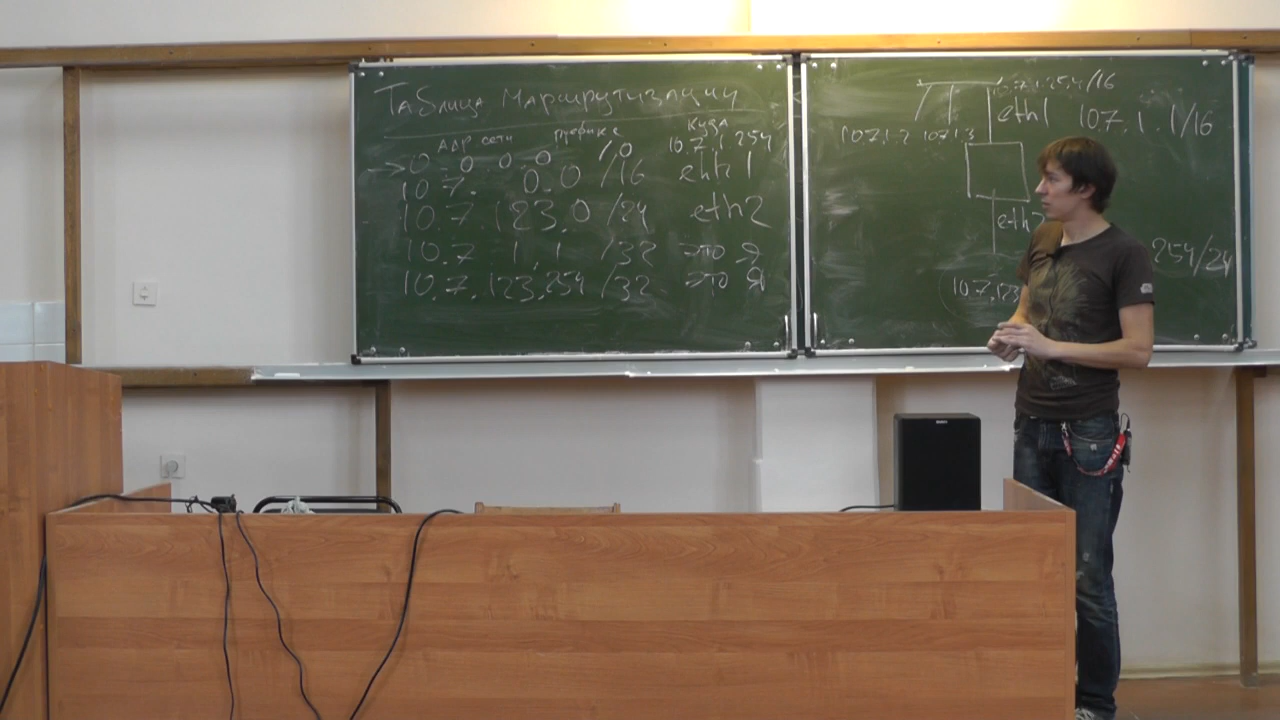 Таблица маршрутизации
Адр сети префикс куда
0. 0. 0. 0 /0 10.7.1.254
10.7. 0.0 /16 eth1
10.7.123.0 /24 eth2
10.7 1.1 /32 это я
10.7.123.254 /32 это я
10.7.1.254/16
eth1 107.1.1/16
10.7.1.2 10.7.1.3
eth2
254/24
10.7.123